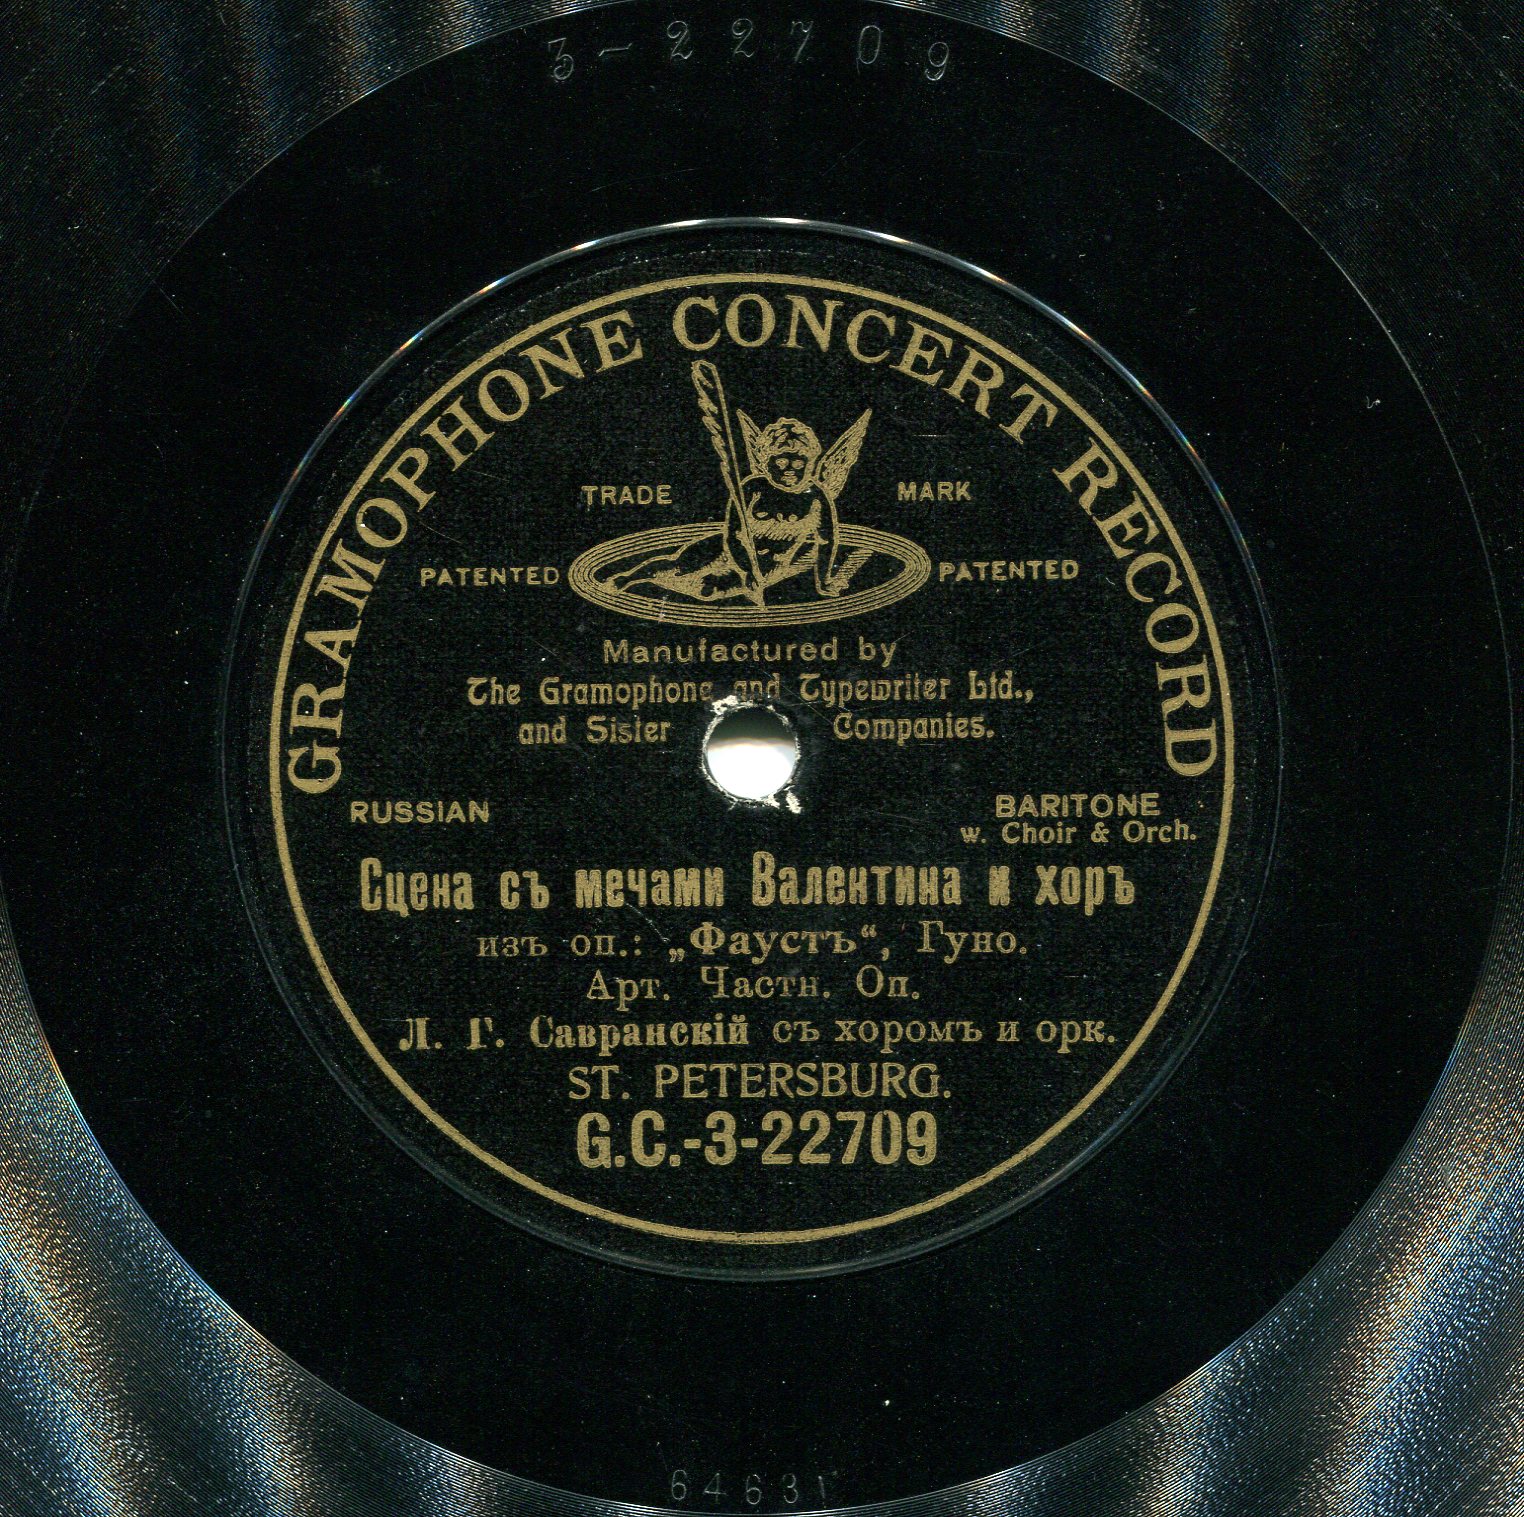 3-22709
GRAMOPHONE CONCERT RECORD
TRADE MARK
PATENTED PATENTED
Manufactured by
The Gramophone and Typewriter Ltd.,
and Sister Companies.
RUSSIAN
BARITONE
w. Choir & Orch.
Сцена съ мечами Валентина и хоръ
изъ оп.: „Фаустъ“, Гуно.
Арт. Частн. Оп.
Л. Г. Савранскій съ хоромъ и орк.
ST. PETERSBURG.
G.C.-3-22709